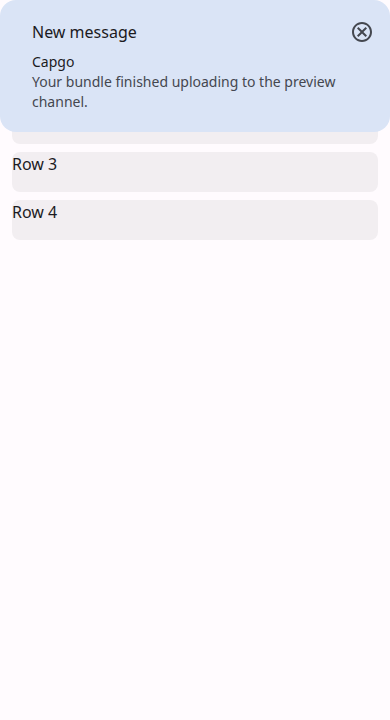 New message
Capgo
Your bundle finished uploading to the preview
channel.
Row 3
Row 4